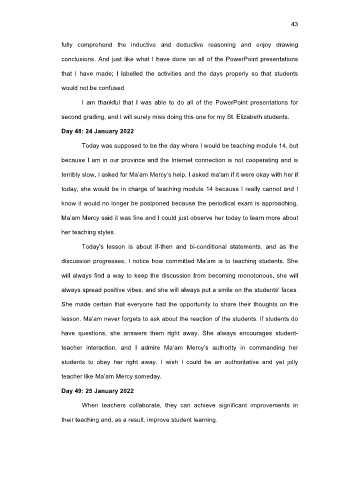 43
fully comprehend the inductive and deductive reasoning and enjoy drawing
conclusions. And just like what I have done on all of the PowerPoint presentations
that I have made; I labelled the activities and the days properly so that students
would not be confused.
I am thankful that I was able to do all of the PowerPoint presentations for
second grading, and I will surely miss doing this one for my St. Elizabeth students.
Day 48: 24 January 2022
Today was supposed to be the day where I would be teaching module 14, but
because I am in our province and the Internet connection is not cooperating and is
terribly slow, I asked for Ma'am Mercy's help. I asked ma'am if it were okay with her if
today, she would be in charge of teaching module 14 because I really cannot and I
know it would no longer be postponed because the periodical exam is approaching.
Ma'am Mercy said it was fine and I could just observe her today to learn more about
her teaching styles.
Today's lesson is about if-then and bi-conditional statements, and as the
discussion progresses, I notice how committed Ma'am is to teaching students. She
will always find a way to keep the discussion from becoming monotonous, she will
always spread positive vibes, and she will always put a smile on the students' faces.
She made certain that everyone had the opportunity to share their thoughts on the
lesson. Ma'am never forgets to ask about the reaction of the students. If students do
have questions, she answers them right away. She always encourages student-
teacher interaction, and I admire Ma'am Mercy's authority in commanding her
students to obey her right away. I wish I could be an authoritative and yet jolly
teacher like Ma'am Mercy someday.
Day 49: 25 January 2022
When teachers collaborate, they can achieve significant improvements in
their teaching and, as a result, improve student learning.